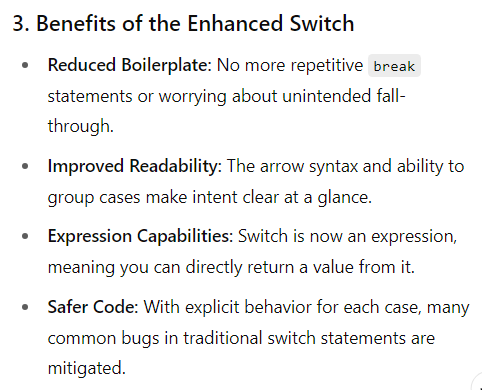 3. Benefits of the Enhanced Switch
• Reduced Boilerplate: No more repetitive break
statements or worrying about unintended fall-
through.
• Improved Readability: The arrow syntax and ability to
group cases make intent clear at a glance.
• Expression Capabilities: Switch is now an expression,
meaning you can directly return a value from it.
• Safer Code: With explicit behavior for each case, many
common bugs in traditional switch statements are
mitigated.